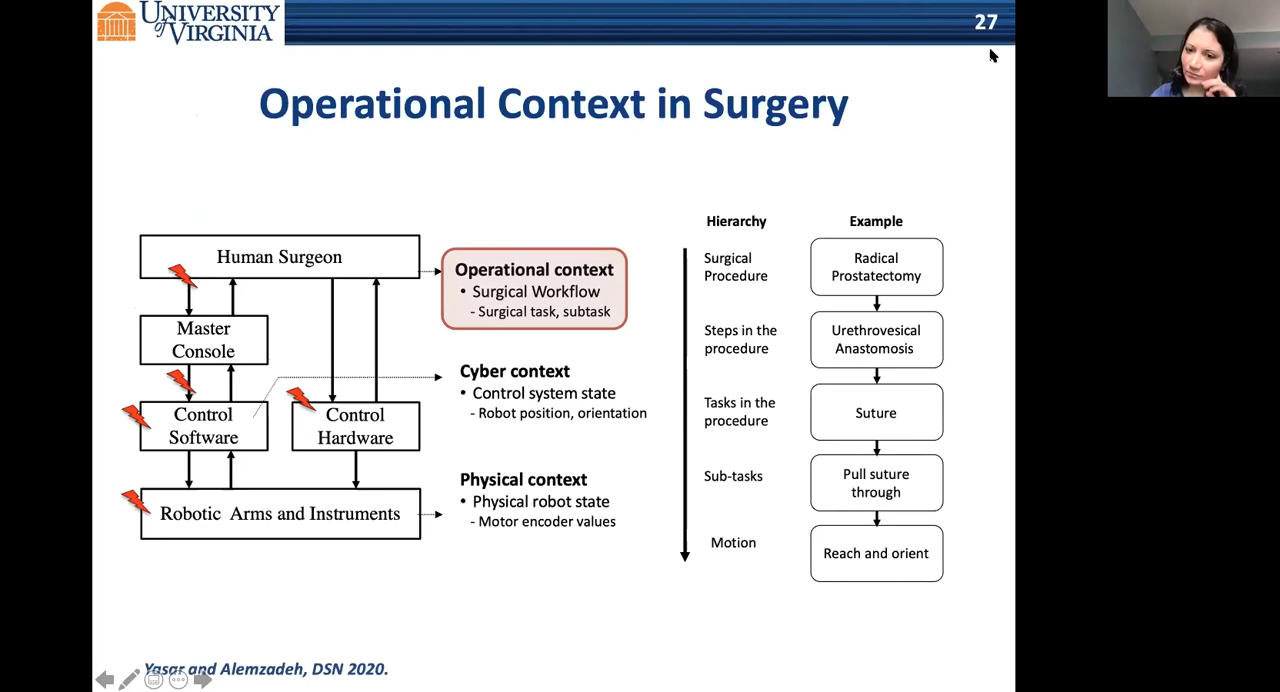 UNIVERSITY
of VIRGINIA
27
Operational Context in Surgery
Human Surgeon
Master
Console
Control
Software
Control
Hardware
Robotic Arms and Instruments
Operational context
• Surgical Workflow
- Surgical task, subtask
Cyber context
• Control system state
- Robot position, orientation
Physical context
• Physical robot state
- Motor encoder values
Hierarchy
Example
Surgical
Procedure
Radical
Prostatectomy
Steps in the
procedure
Urethrovesical
Anastomosis
Tasks in the
procedure
Suture
Sub-tasks
Pull suture
through
Motion
Reach and orient
Yasar and Alemzadeh, DSN 2020.